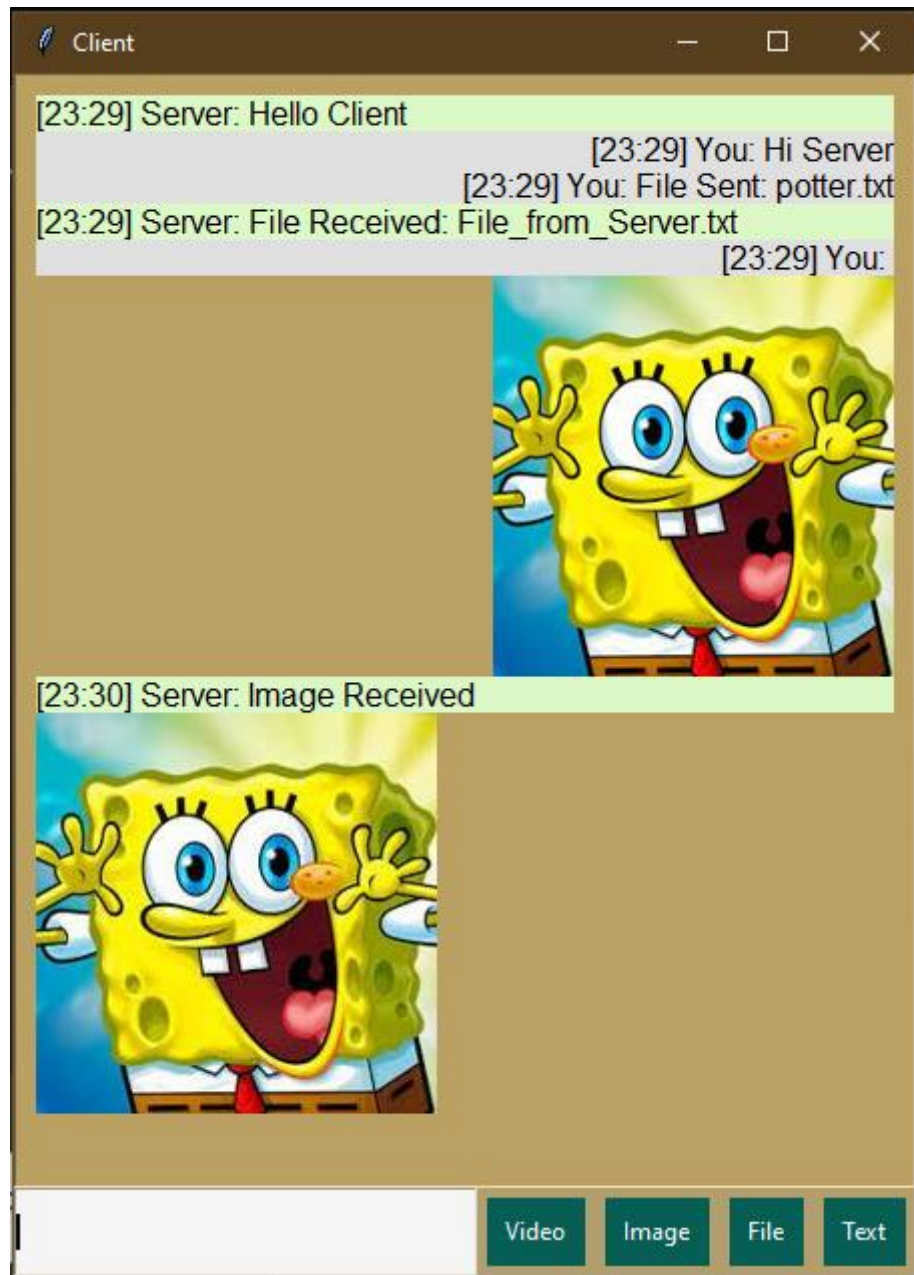 Client
[23:29] Server: Hello Client
[23:29] You: Hi Server
[23:29] You: File Sent: potter.txt
[23:29] Server: File Received: File_from_Server.txt
[23:29] You:
[23:30] Server: Image Received
Video Image File Text